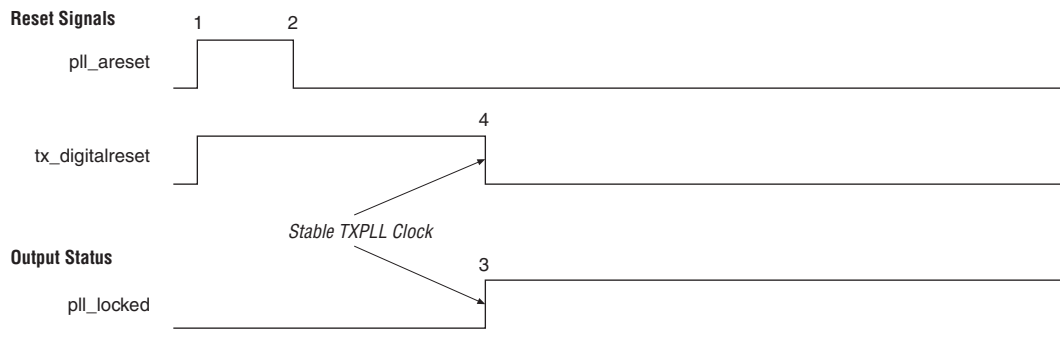 Reset Signals
1 2
pll_areset
4
tx_digitalreset
Stable TXPLL Clock
Output Status
3
pll_locked